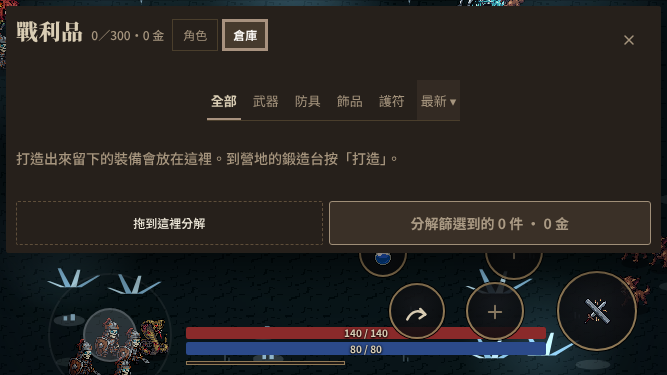 戰利品 0／300・0 金 角色 倉庫 ×
全部 武器 防具 飾品 護符 最新 ▾
打造出來留下的裝備會放在這裡。到營地的鍛造台按「打造」。
拖到這裡分解 分解篩選到的 0 件 · 0 金
140 / 140
80 / 80